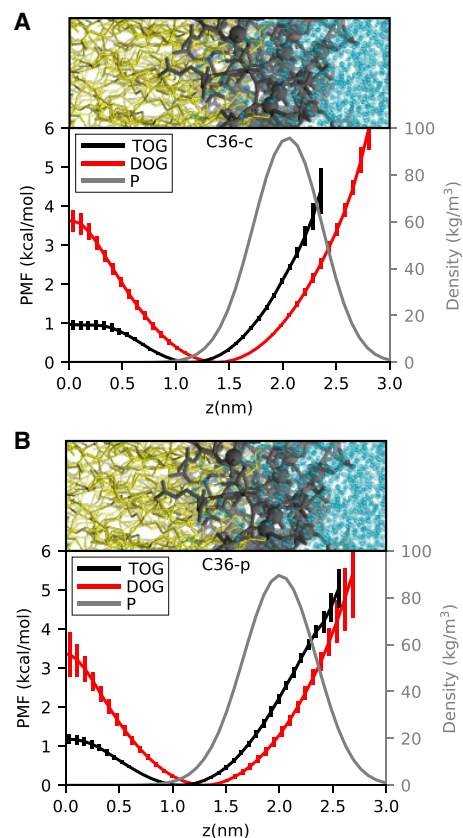 A
C36-c
TOG
DOG
P
PMF (kcal/mol)
6
5
4
3
2
1
0
100
80
60
40
20
0
Density (kg/m³)
0.0 0.5 1.0 1.5 2.0 2.5 3.0
z(nm)
B
C36-p
TOG
DOG
P
PMF (kcal/mol)
6
5
4
3
2
1
0
100
80
60
40
20
0
Density (kg/m³)
0.0 0.5 1.0 1.5 2.0 2.5 3.0
z(nm)